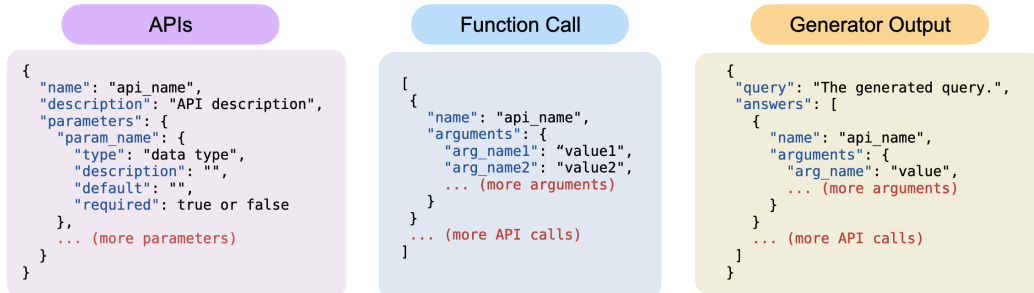 APIs
{
  "name": "api_name",
  "description": "API description",
  "parameters": {
    "param_name": {
      "type": "data type",
      "description": "",
      "default": "",
      "required": true or false
    },
    ... (more parameters)
  }
}
Function Call
[
 {
   "name": "api_name",
   "arguments": {
     "arg_name1": “value1",
     "arg_name2": "value2",
     ... (more arguments)
   }
 }
 ... (more API calls)
]
Generator Output
{
 "query": "The generated query.",
 "answers": [
   {
     "name": "api_name",
     "arguments": {
       "arg_name": "value",
       ... (more arguments)
     }
   }
   ... (more API calls)
 ]
}